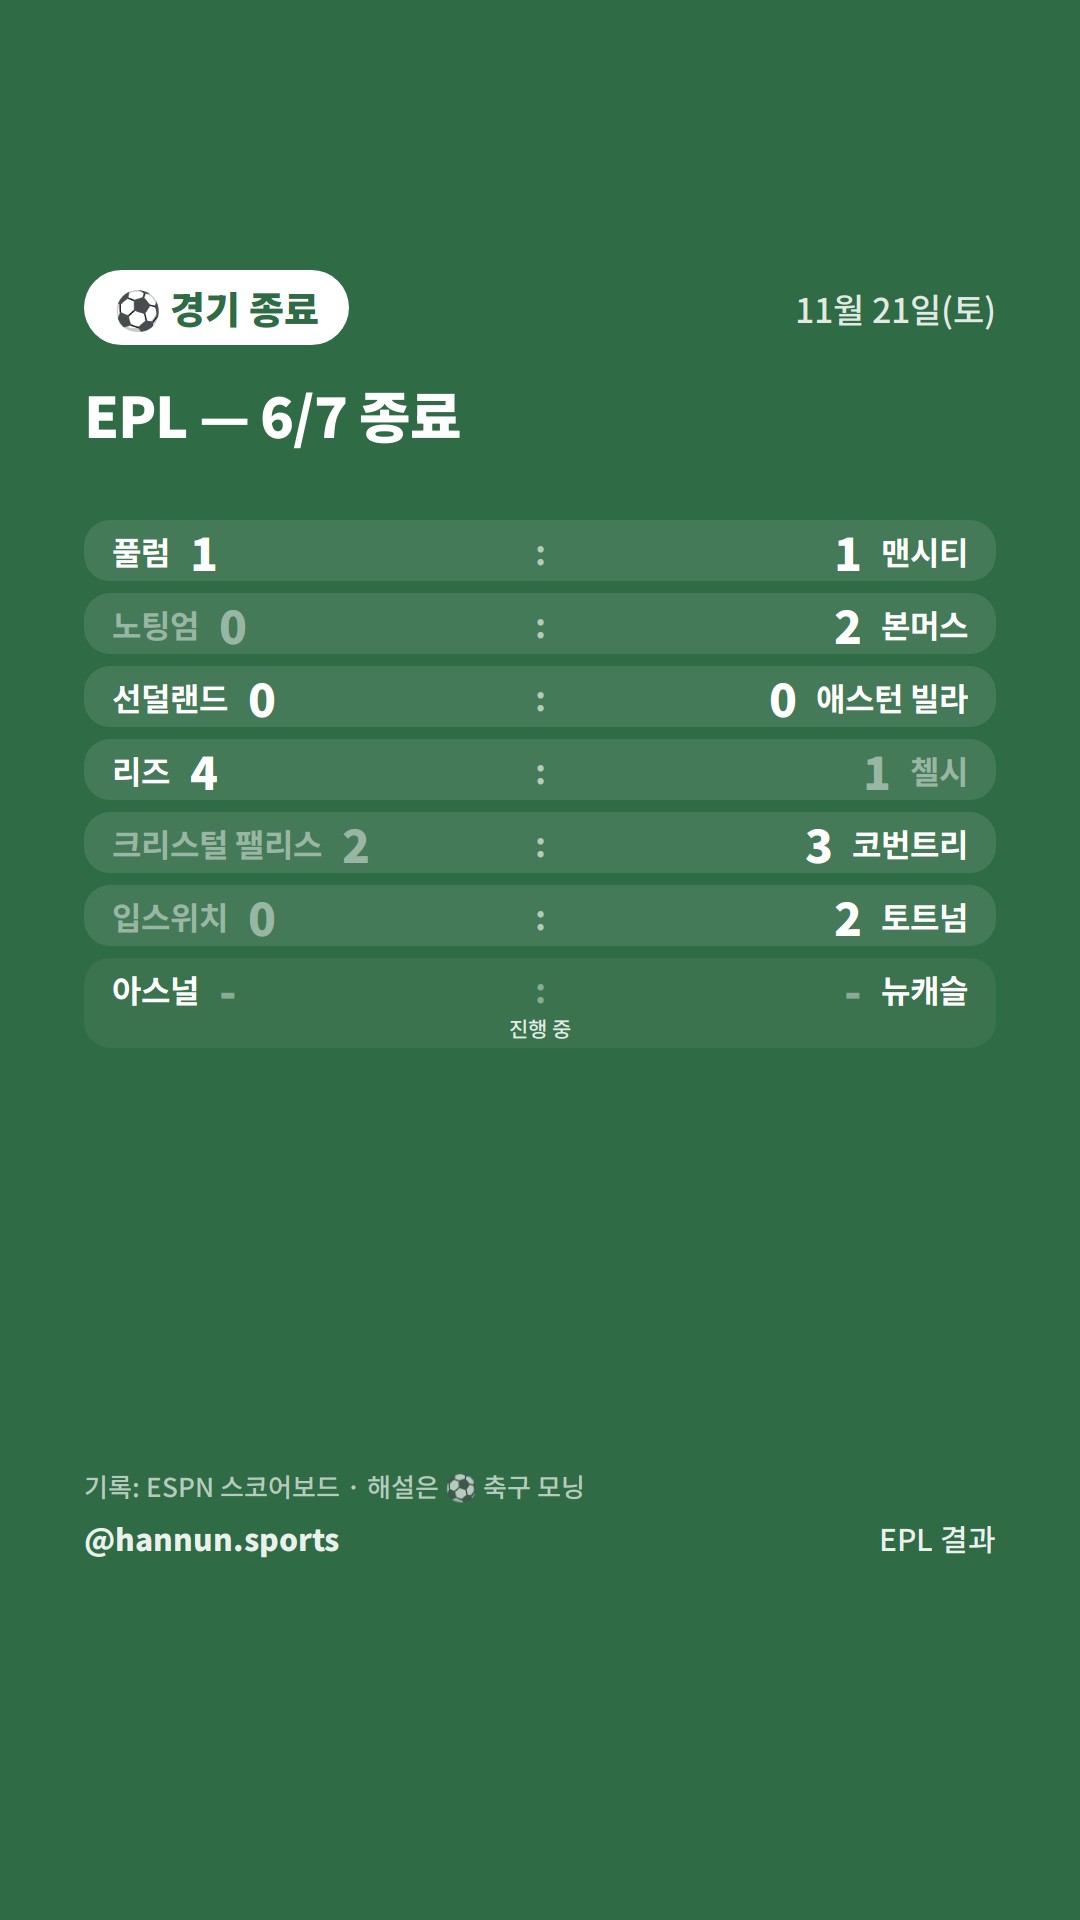 ⚽ 경기 종료
11월 21일(토)
EPL — 6/7 종료
풀럼 1 : 1 맨시티
노팅엄 0 : 2 본머스
선덜랜드 0 : 0 애스턴 빌라
리즈 4 : 1 첼시
크리스털 팰리스 2 : 3 코번트리
입스위치 0 : 2 토트넘
아스널 - : - 뉴캐슬
진행 중
기록: ESPN 스코어보드 · 해설은 ⚽ 축구 모닝
@hannun.sports
EPL 결과